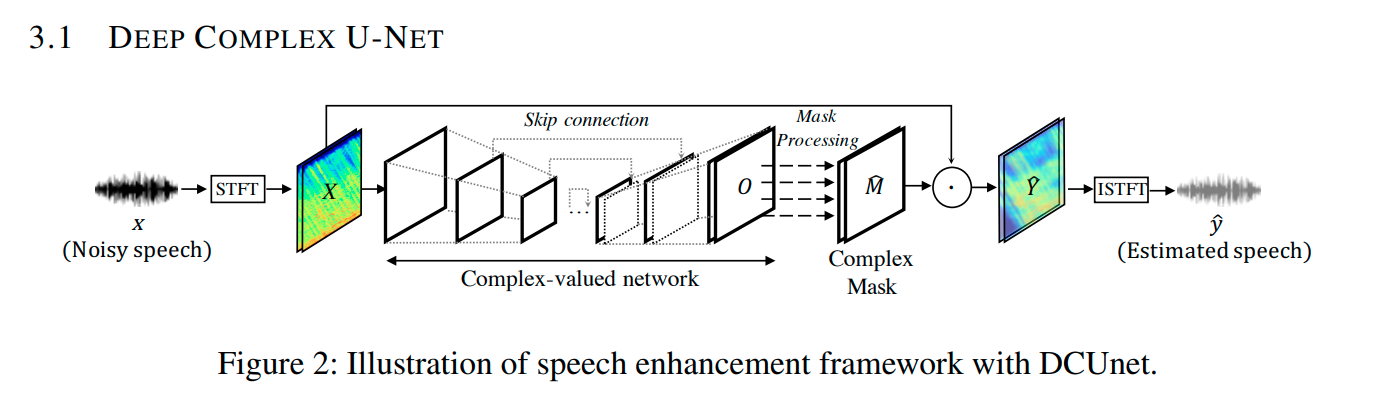 3.1 DEEP COMPLEX U-NET
Skip connection
Mask
Processing
STFT
X
...
O
M̂
·
Ŷ
ISTFT
x
(Noisy speech)
ŷ
(Estimated speech)
Complex-valued network
Complex
Mask
Figure 2: Illustration of speech enhancement framework with DCUnet.